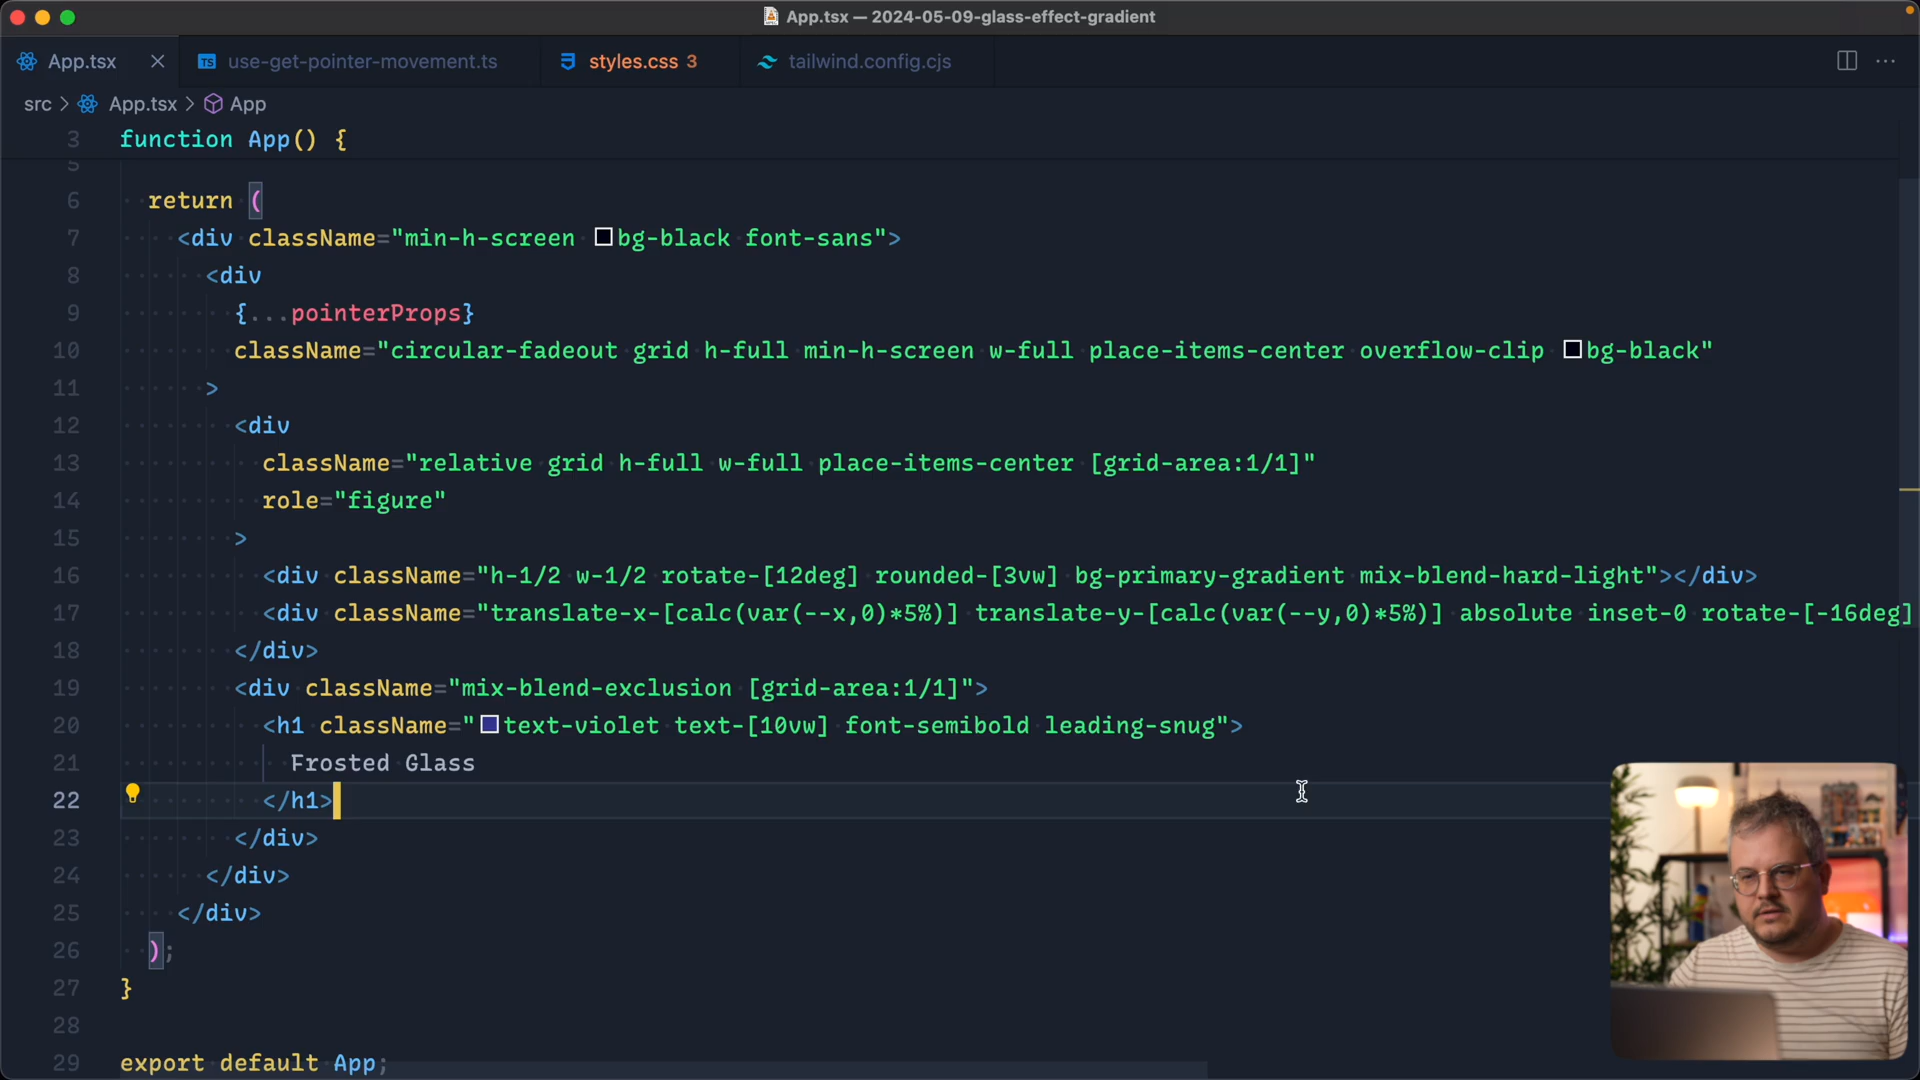 App.tsx — 2024-05-09-glass-effect-gradient
App.tsx
use-get-pointer-movement.ts
styles.css 3
tailwind.config.cjs
src > App.tsx > App
3 function App() {
5
6 return (
7 <div className="min-h-screen bg-black font-sans">
8 <div
9 {...pointerProps}
10 className="circular-fadeout grid h-full min-h-screen w-full place-items-center overflow-clip bg-black"
11 >
12 <div
13 className="relative grid h-full w-full place-items-center [grid-area:1/1]"
14 role="figure"
15 >
16 <div className="h-1/2 w-1/2 rotate-[12deg] rounded-[3vw] bg-primary-gradient mix-blend-hard-light"></div>
17 <div className="translate-x-[calc(var(--x,0)*5%)] translate-y-[calc(var(--y,0)*5%)] absolute inset-0 rotate-[-16deg]
18 </div>
19 <div className="mix-blend-exclusion [grid-area:1/1]">
20 <h1 className="text-violet text-[10vw] font-semibold leading-snug">
21 Frosted Glass
22 </h1>
23 </div>
24 </div>
25 </div>
26 );
27 }
28
29 export default App;